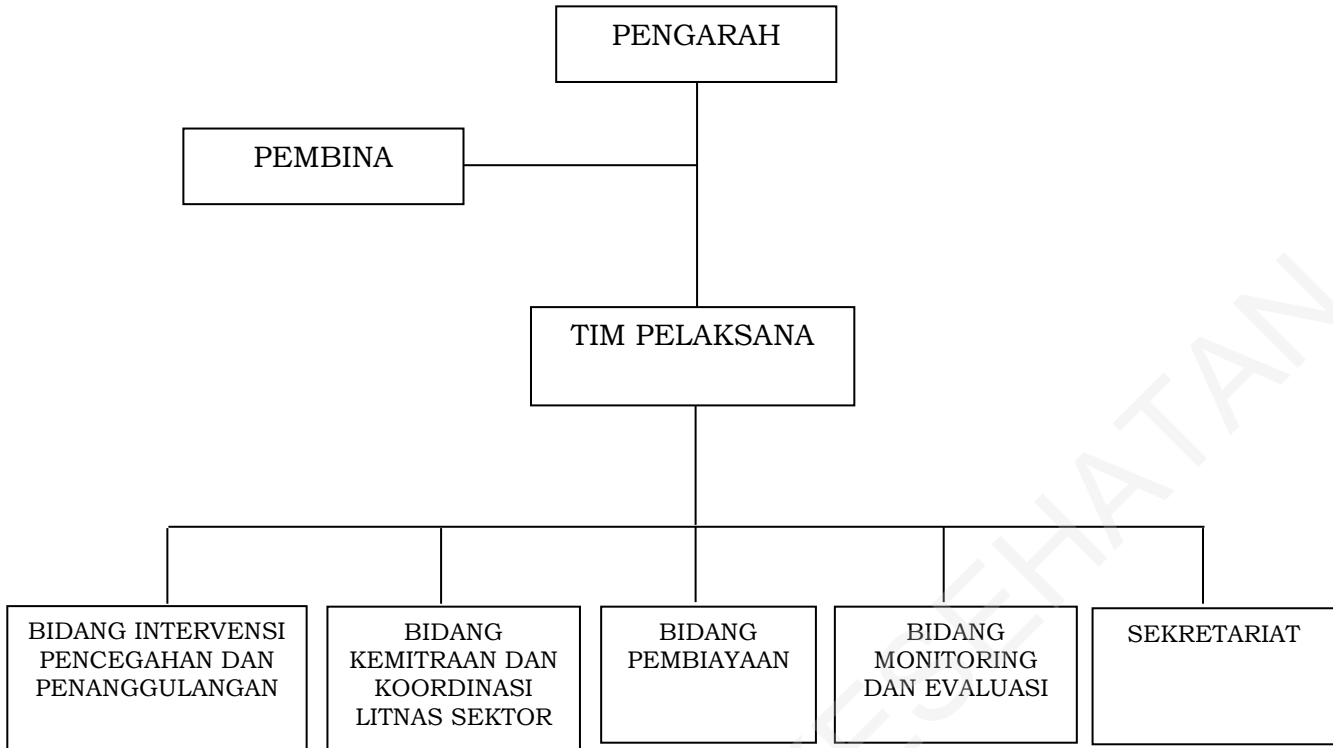 PENGARAH
PEMBINA
TIM PELAKSANA
BIDANG INTERVENSI
PENCEGAHAN DAN
PENANGGULANGAN
BIDANG
KEMITRAAN DAN
KOORDINASI
LITNAS SEKTOR
BIDANG
PEMBIAYAAN
BIDANG
MONITORING
DAN EVALUASI
SEKRETARIAT
ESEHATAN